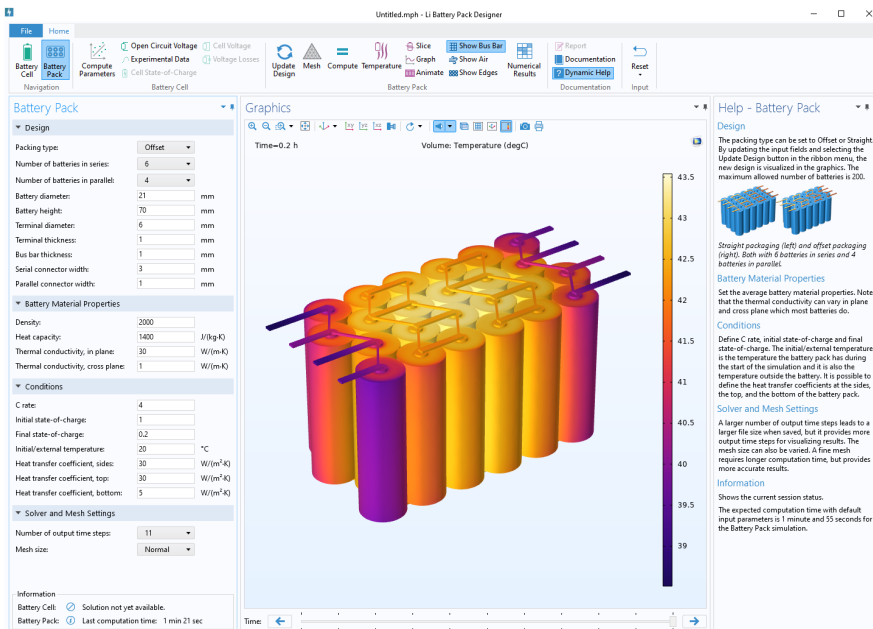 Untitled.mph - Li Battery Pack Designer
File Home
Battery Cell
Battery Pack
Navigation
Compute Parameters
Open Circuit Voltage
Experimental Data
Cell State-of-Charge
Cell Voltage
Voltage Losses
Battery Cell
Update Design
Mesh
Compute
Temperature
Slice
Graph
Animate
Show Bus Bar
Show Air
Show Edges
Numerical Results
Battery Pack
Report
Documentation
Dynamic Help
Documentation
Reset
Input
Battery Pack
Design
Packing type: Offset
Number of batteries in series: 6
Number of batteries in parallel: 4
Battery diameter: 21 mm
Battery height: 70 mm
Terminal diameter: 6 mm
Terminal thickness: 1 mm
Bus bar thickness: 1 mm
Serial connector width: 3 mm
Parallel connector width: 1 mm
Battery Material Properties
Density: 2000
Heat capacity: 1400 J/(kg·K)
Thermal conductivity, in plane: 30 W/(m·K)
Thermal conductivity, cross plane: 1 W/(m·K)
Conditions
C rate: 4
Initial state-of-charge: 1
Final state-of-charge: 0.2
Initial/external temperature: 20 °C
Heat transfer coefficient, sides: 30 W/(m²·K)
Heat transfer coefficient, top: 30 W/(m²·K)
Heat transfer coefficient, bottom: 5 W/(m²·K)
Solver and Mesh Settings
Number of output time steps: 11
Mesh size: Normal
Information
Battery Cell: Solution not yet available.
Battery Pack: Last computation time: 1 min 21 sec
Graphics
Time=0.2 h
Volume: Temperature (degC)
43.5
43
42.5
42
41.5
41
40.5
40
39.5
39
Time:
Help - Battery Pack
Design
The packing type can be set to Offset or Straight.
By updating the input fields and selecting the
Update Design button in the ribbon menu, the
new design is visualized in the graphics. The
maximum allowed number of batteries is 200.
Straight packaging (left) and offset packaging
(right). Both with 6 batteries in series and 4
batteries in parallel.
Battery Material Properties
Set the average battery material properties. Note
that the thermal conductivity can vary in plane
and cross plane which most batteries do.
Conditions
Define C rate, initial state-of-charge and final
state-of-charge. The initial/external temperature
is the temperature the battery pack has during
the start of the simulation and it is also the
temperature outside the battery. It is possible to
define the heat transfer coefficients at the sides,
the top, and the bottom of the battery pack.
Solver and Mesh Settings
A larger number of output time steps leads to a
larger file size when saved, but it provides more
output time steps for visualizing results. The
mesh size can also be varied. A fine mesh
requires longer computation time, but provides
more accurate results.
Information
Shows the current session status.
The expected computation time with default
input parameters is 1 minute and 55 seconds for
the Battery Pack simulation.